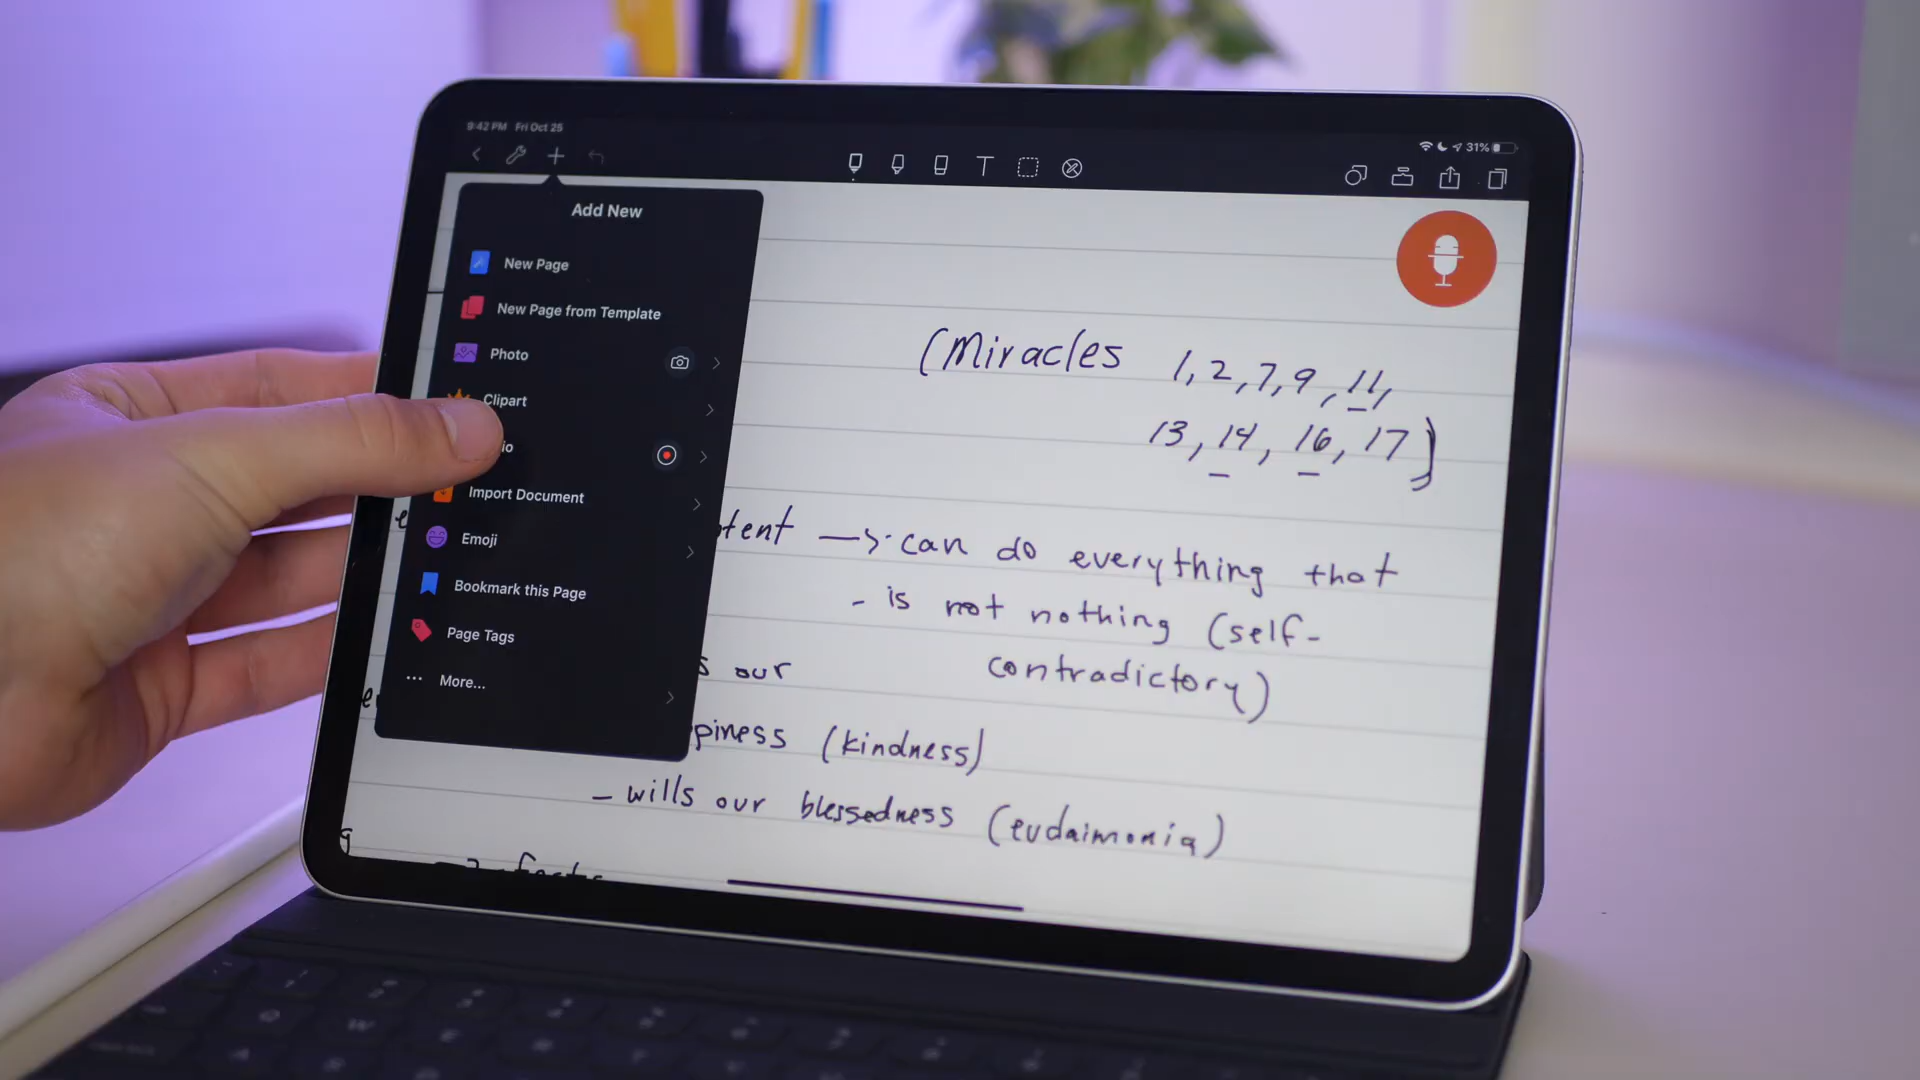 9:42 PM Fri Oct 25
31%
T
Add New
New Page
New Page from Template
Photo
Clipart
io
Import Document
Emoji
Bookmark this Page
Page Tags
More...
(Miracles 1, 2, 7, 9, 11,
13, 14, 16, 17)
tent —>· can do everything that
- is not nothing (self-
contradictory)
s our
piness (kindness)
- wills our blessedness (eudaimonia)